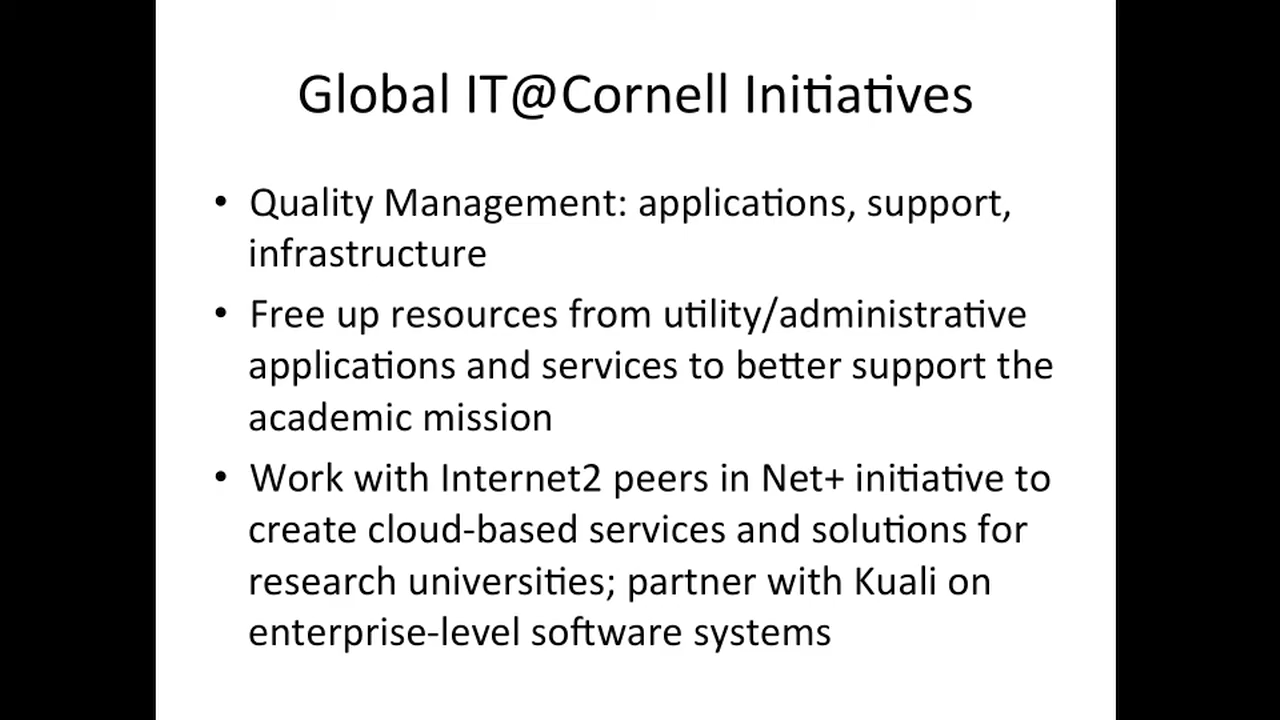 Global IT@Cornell Initiatives
• Quality Management: applications, support,
infrastructure
• Free up resources from utility/administrative
applications and services to better support the
academic mission
• Work with Internet2 peers in Net+ initiative to
create cloud-based services and solutions for
research universities; partner with Kuali on
enterprise-level software systems